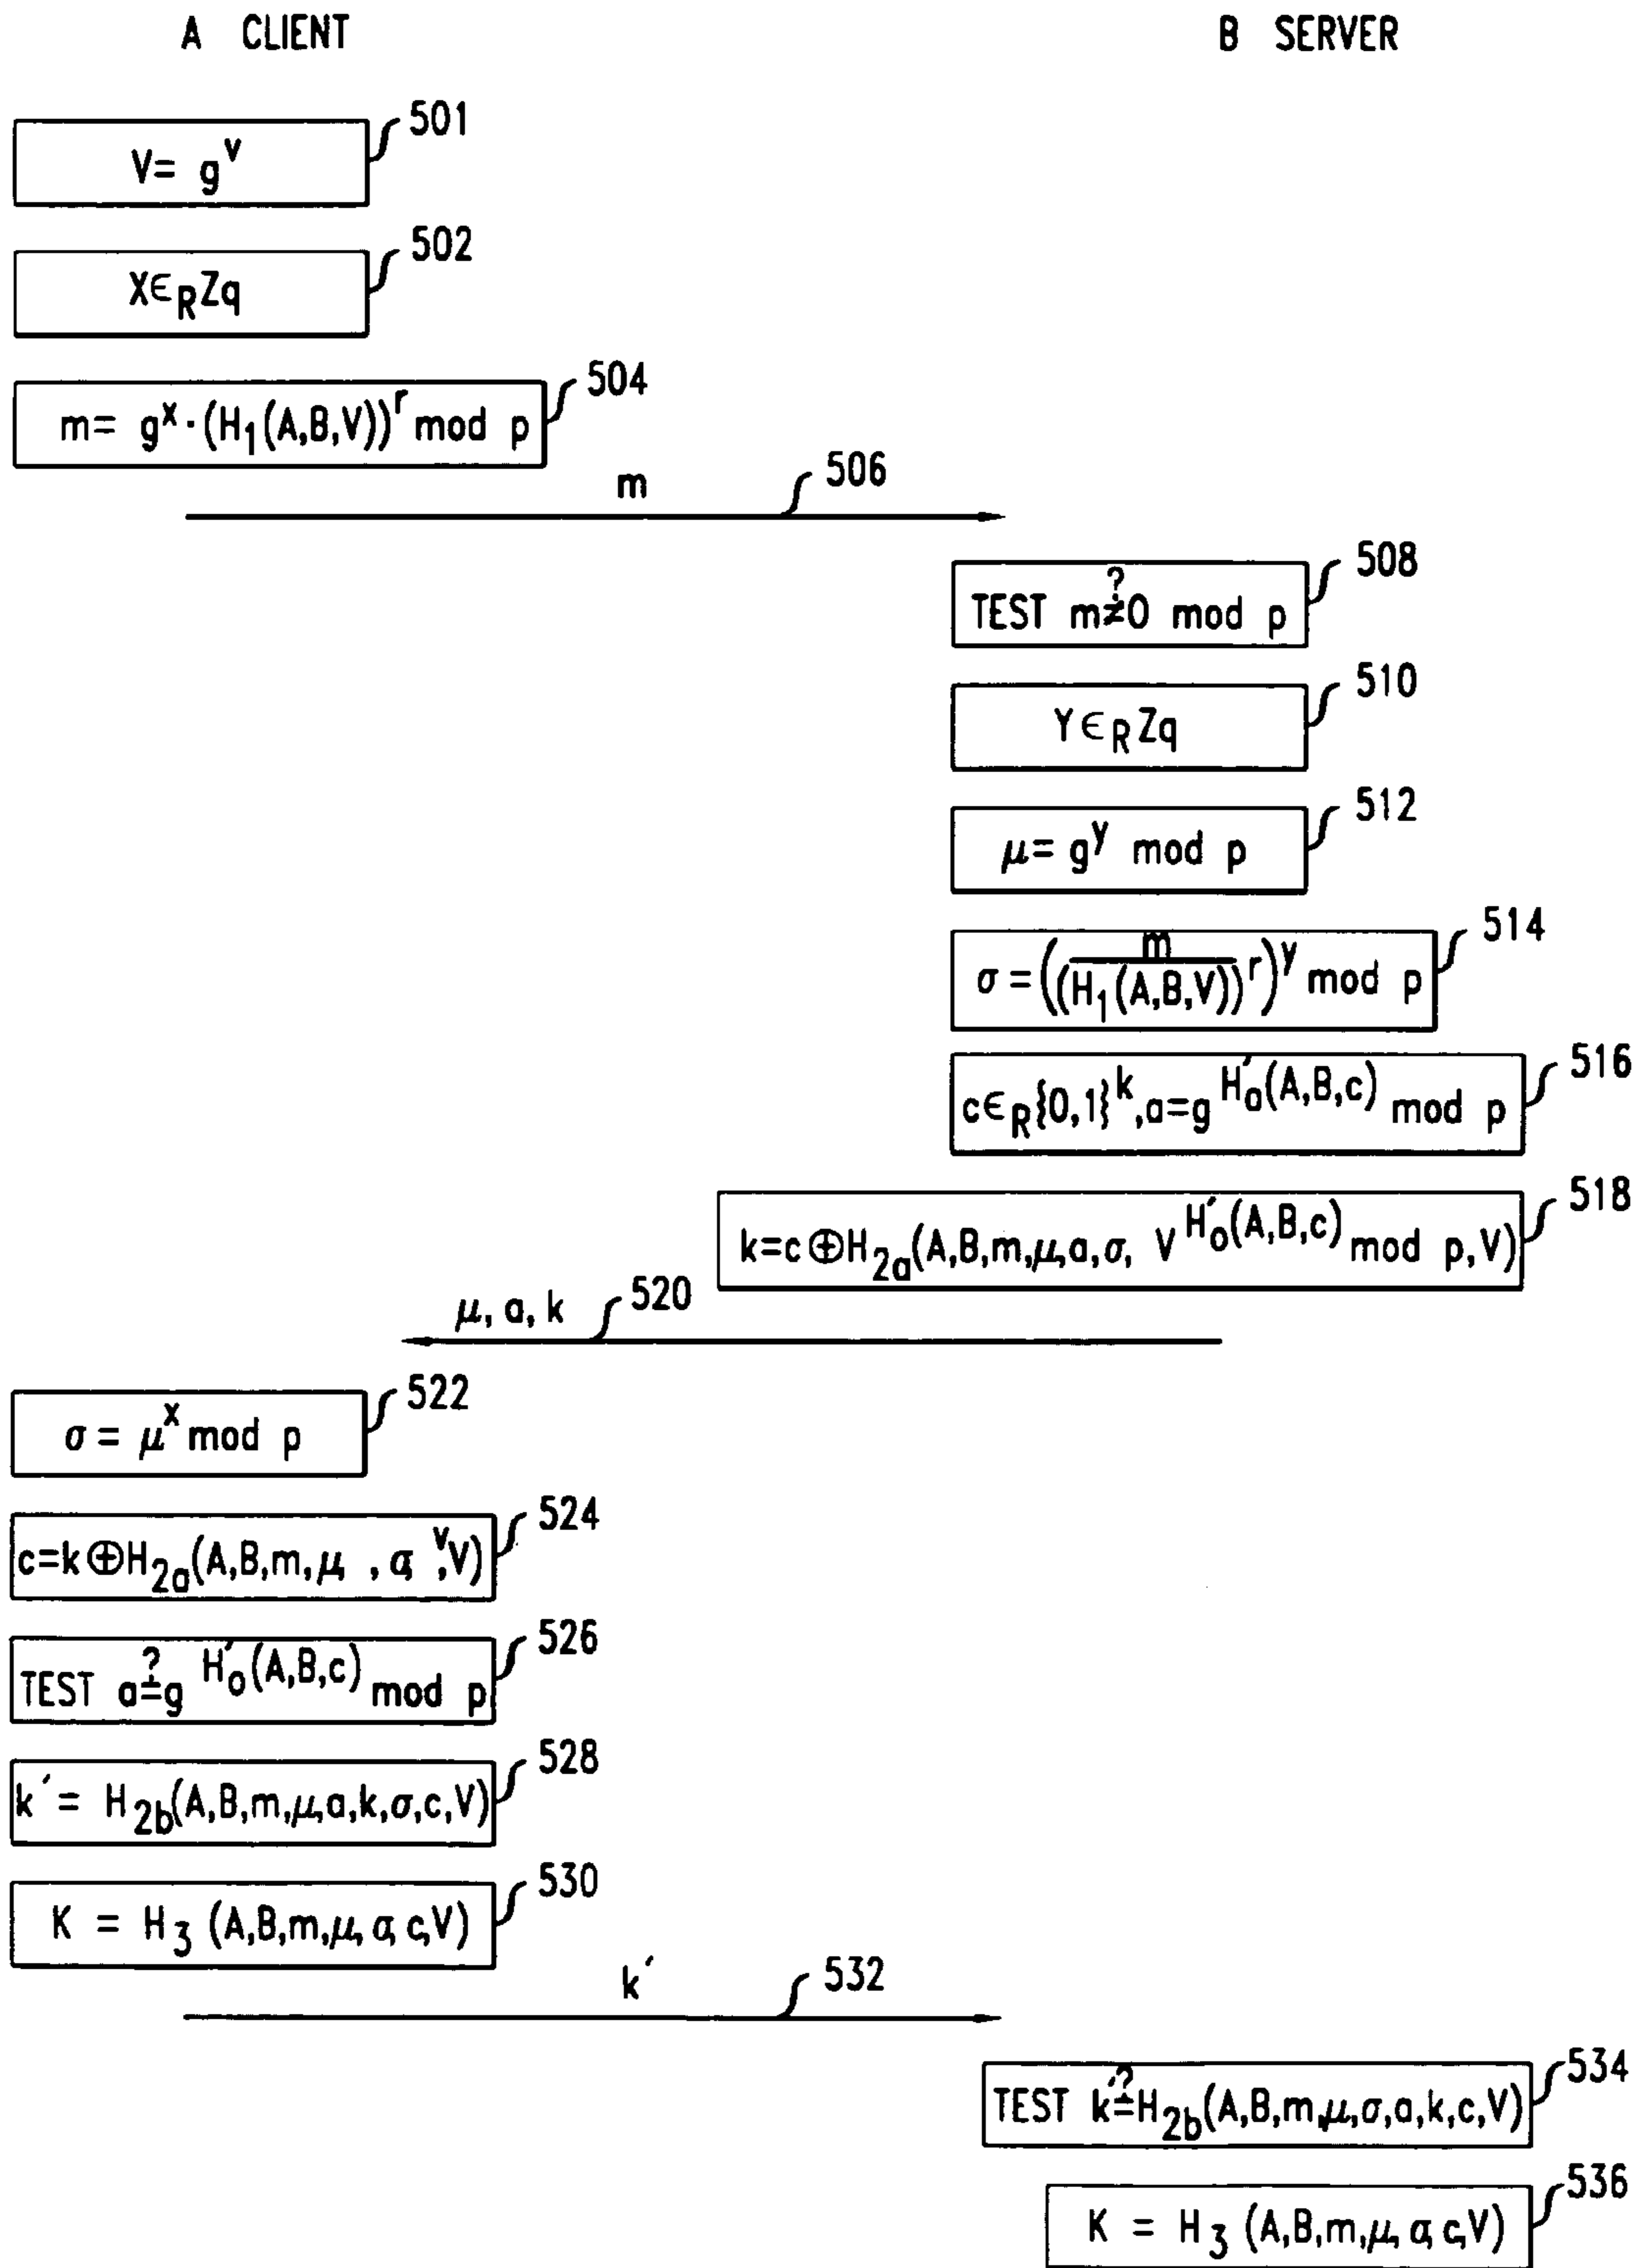 A CLIENT
B SERVER
501
V= g^v
502
X∈_R Zq
504
m= g^x·(H_1(A,B,V))^r mod p
m
506
508
TEST m≢^? 0 mod p
510
Y∈_R Zq
512
μ= g^y mod p
514
σ=(m/(H_1(A,B,V))^r)^y mod p
516
c∈_R{0,1}^k,a=g^H'_0(A,B,c) mod p
518
k=c⊕H_2a(A,B,m,μ,a,σ, V^H'_0(A,B,c) mod p,V)
μ, a, k
520
522
σ= μ^x mod p
524
c=k⊕H_2a(A,B,m,μ ,σ ^v,V)
526
TEST a=^? g^H'_0(A,B,c) mod p
528
k'= H_2b(A,B,m,μ,a,k,σ,c,V)
530
K = H_3 (A,B,m,μ,σ,c,V)
k'
532
534
TEST k'=^? H_2b(A,B,m,μ,σ,a,k,c,V)
536
K = H_3 (A,B,m,μ,σ,c,V)